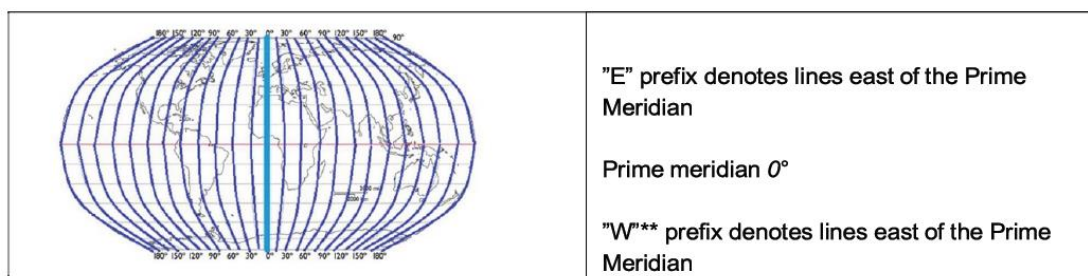 180° 150° 120° 90° 60° 30° 0° 30° 60° 90° 120° 150° 180° 90°
”E” prefix denotes lines east of the Prime
Meridian
Prime meridian 0°
”W”** prefix denotes lines east of the Prime
Meridian
180° 150° 120° 90° 60° 30° 0° 30° 60° 90° 120° 150° 180°